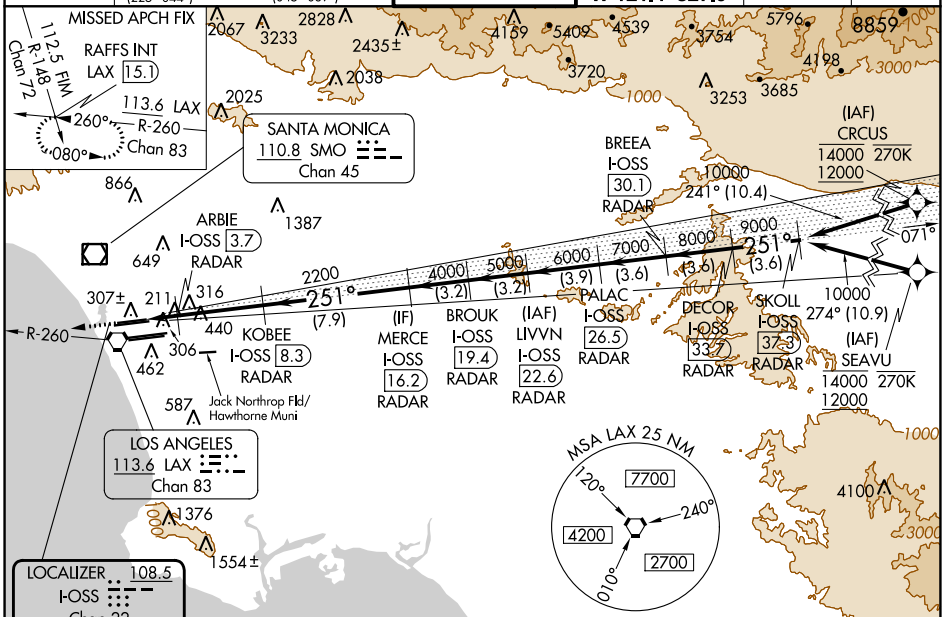 MISSED APCH FIX
112.5 FIM
R-148
Chan 72
RAFFS INT
LAX 15.1
113.6 LAX
R-260
Chan 83
260°
080°
2067
3233
2828
2435±
4159
5409
4539
3754
5796
8859
4198
3000
2038
3720
3253
3685
1000
2025
SANTA MONICA
110.8 SMO
Chan 45
866
1387
649
ARBIE
I-OSS 3.7
RADAR
BREEA
I-OSS
30.1
RADAR
10000
241° (10.4)
(IAF)
CRCUS
14000 270K
12000
071°
307±
211
316
440
306
462
R-260
2200
251°
(7.9)
4000
(3.2)
5000
(3.2)
6000
(3.9)
7000
(3.6)
8000
(3.6)
9000
(3.6)
251°
10000
274° (10.9)
KOBEE
I-OSS 8.3
RADAR
(IF)
MERCE
I-OSS
16.2
RADAR
BROUK
I-OSS
19.4
RADAR
(IAF)
LIVVN
I-OSS
22.6
RADAR
PALAC
I-OSS
26.5
RADAR
DECOR
I-OSS
33.7
RADAR
SKOLL
I-OSS
37.3
RADAR
(IAF)
SEAVU
14000 270K
12000
Jack Northrop Fld/
Hawthorne Muni
587
LOS ANGELES
113.6 LAX
Chan 83
1376
1554±
MSA LAX 25 NM
120°
7700
240°
4200
2700
010°
1000
4100
3000
LOCALIZER 108.5
I-OSS